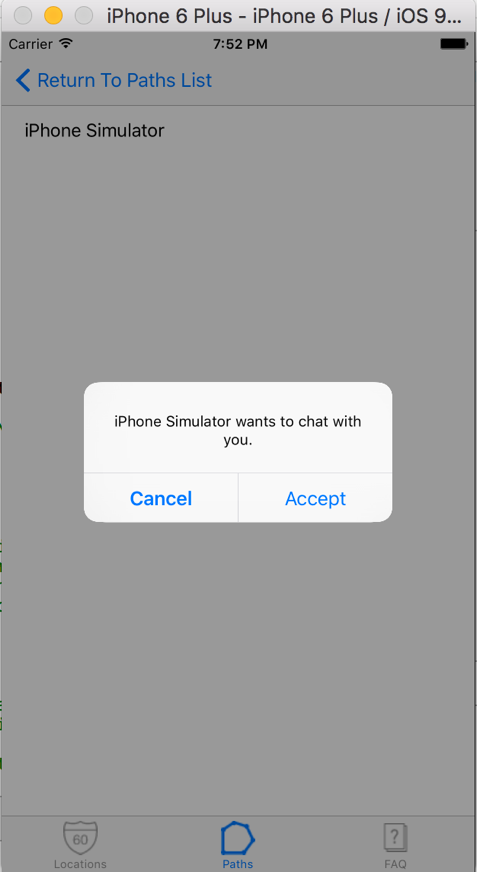 iPhone 6 Plus - iPhone 6 Plus / iOS 9...
Carrier 7:52 PM
Return To Paths List
iPhone Simulator
iPhone Simulator wants to chat with
you.
Cancel Accept
60
?
Locations Paths FAQ